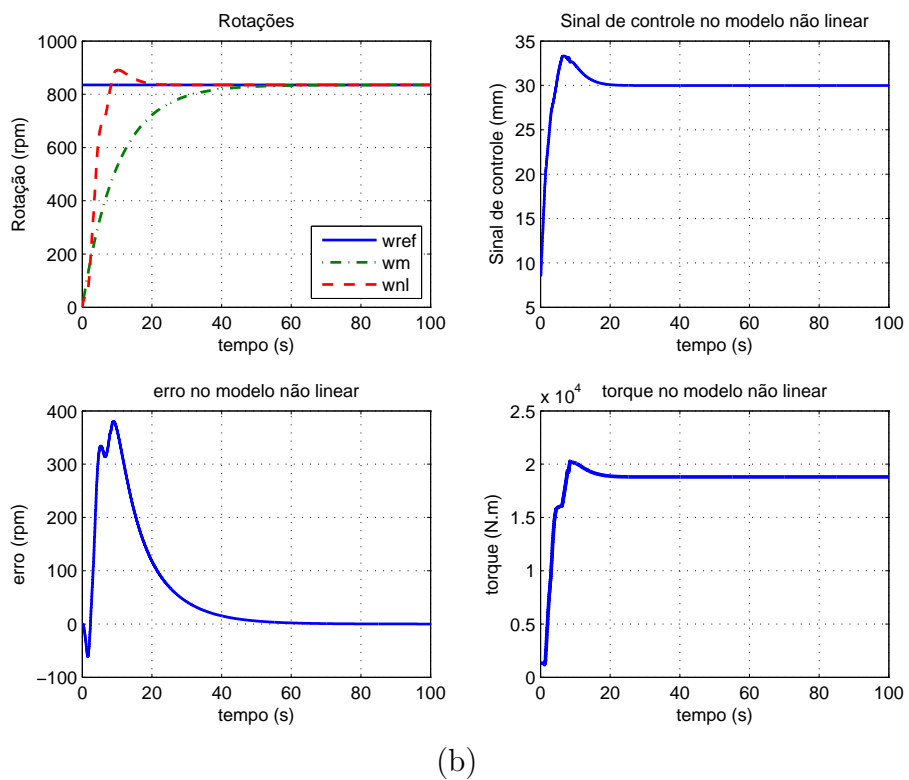 Rotações
Rotação (rpm)
1000
800
600
400
200
0
0 20 40 60 80 100
tempo (s)
wref
wm
wnl
Sinal de controle no modelo não linear
Sinal de controle (mm)
35
30
25
20
15
10
5
0 20 40 60 80 100
tempo (s)
erro no modelo não linear
erro (rpm)
400
300
200
100
0
−100
0 20 40 60 80 100
tempo (s)
torque no modelo não linear
x 10^4
torque (N.m)
2.5
2
1.5
1
0.5
0
0 20 40 60 80 100
tempo (s)
(b)